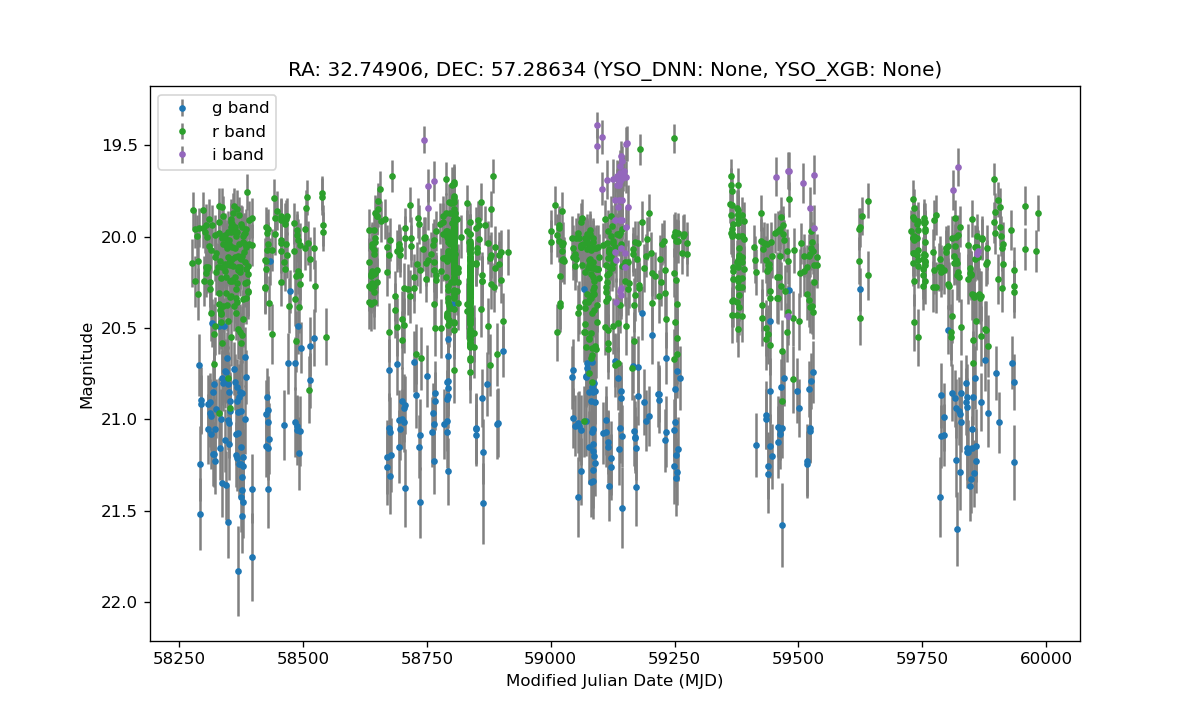 RA: 32.74906, DEC: 57.28634 (YSO_DNN: None, YSO_XGB: None)
g band
r band
i band
19.5
20.0
20.5
21.0
21.5
22.0
Magnitude
58250 58500 58750 59000 59250 59500 59750 60000
Modified Julian Date (MJD)